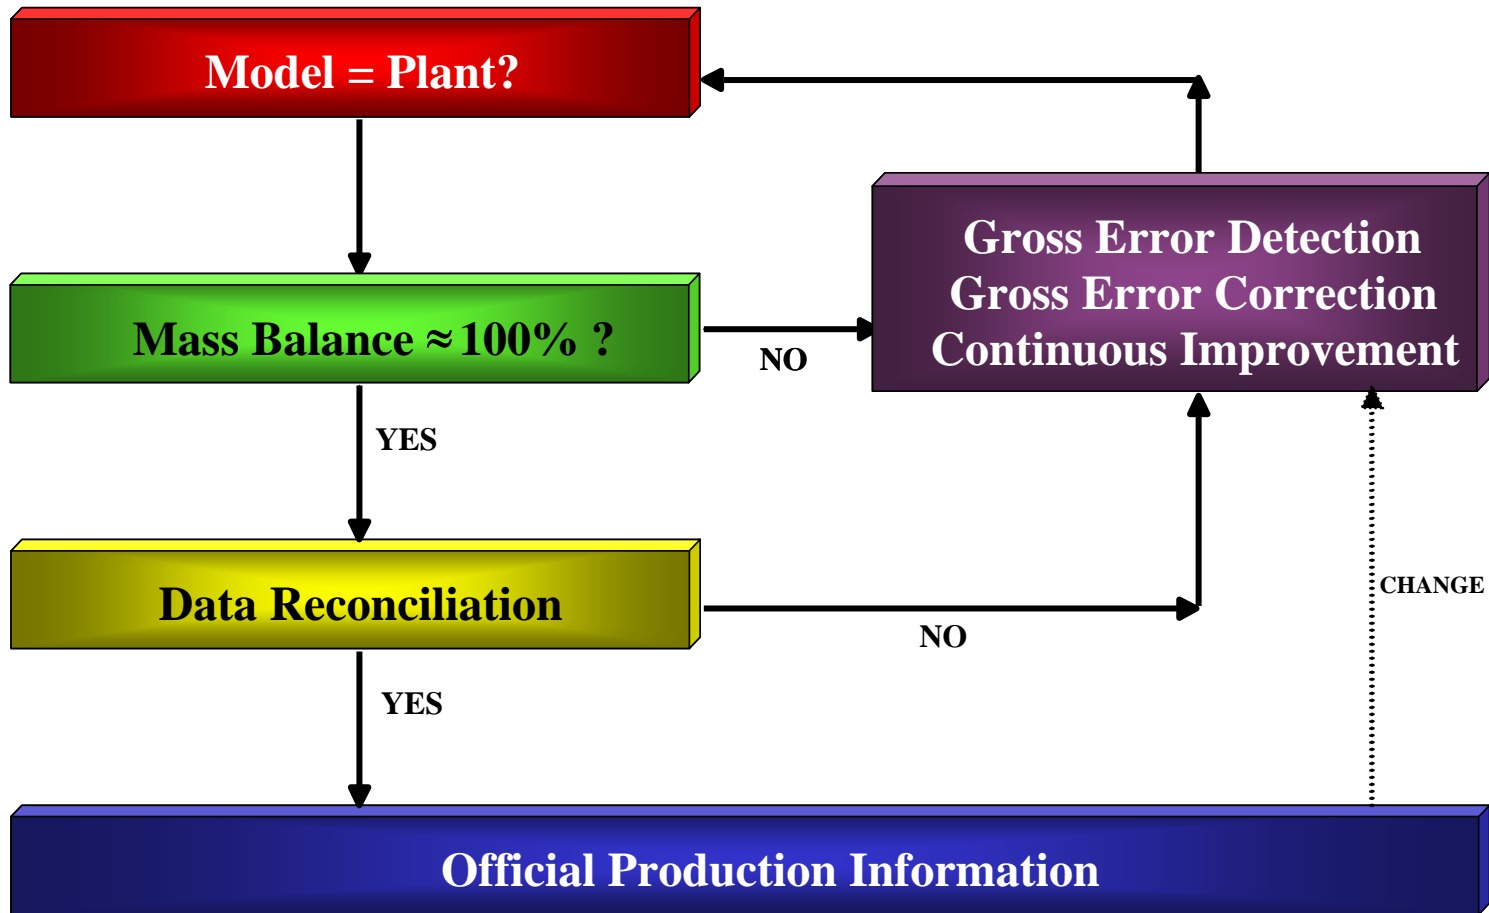 Model = Plant?
Gross Error Detection
Gross Error Correction
Continuous Improvement
Mass Balance ≈ 100% ?
NO
YES
Data Reconciliation
CHANGE
NO
YES
Official Production Information